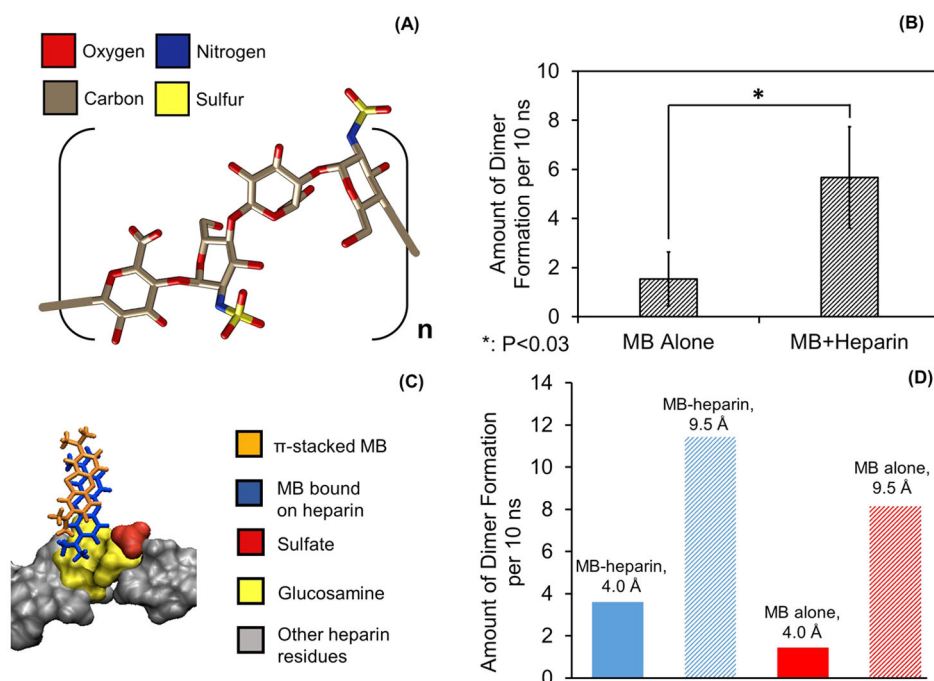 (A)
Oxygen
Nitrogen
Carbon
Sulfur
n
(B)
Amount of Dimer
Formation per 10 ns
10
8
6
4
2
0
*
MB Alone
MB+Heparin
*: P<0.03
(C)
π-stacked MB
MB bound
on heparin
Sulfate
Glucosamine
Other heparin
residues
(D)
Amount of Dimer Formation
per 10 ns
14
12
10
8
6
4
2
0
MB-heparin,
4.0 Å
MB-heparin,
9.5 Å
MB alone,
4.0 Å
MB alone,
9.5 Å